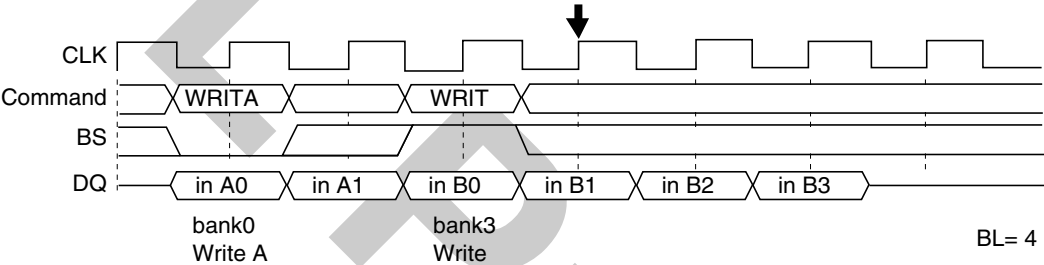 CLK
Command WRITA WRIT
BS
DQ in A0 in A1 in B0 in B1 in B2 in B3
bank0 bank3
Write A Write BL= 4